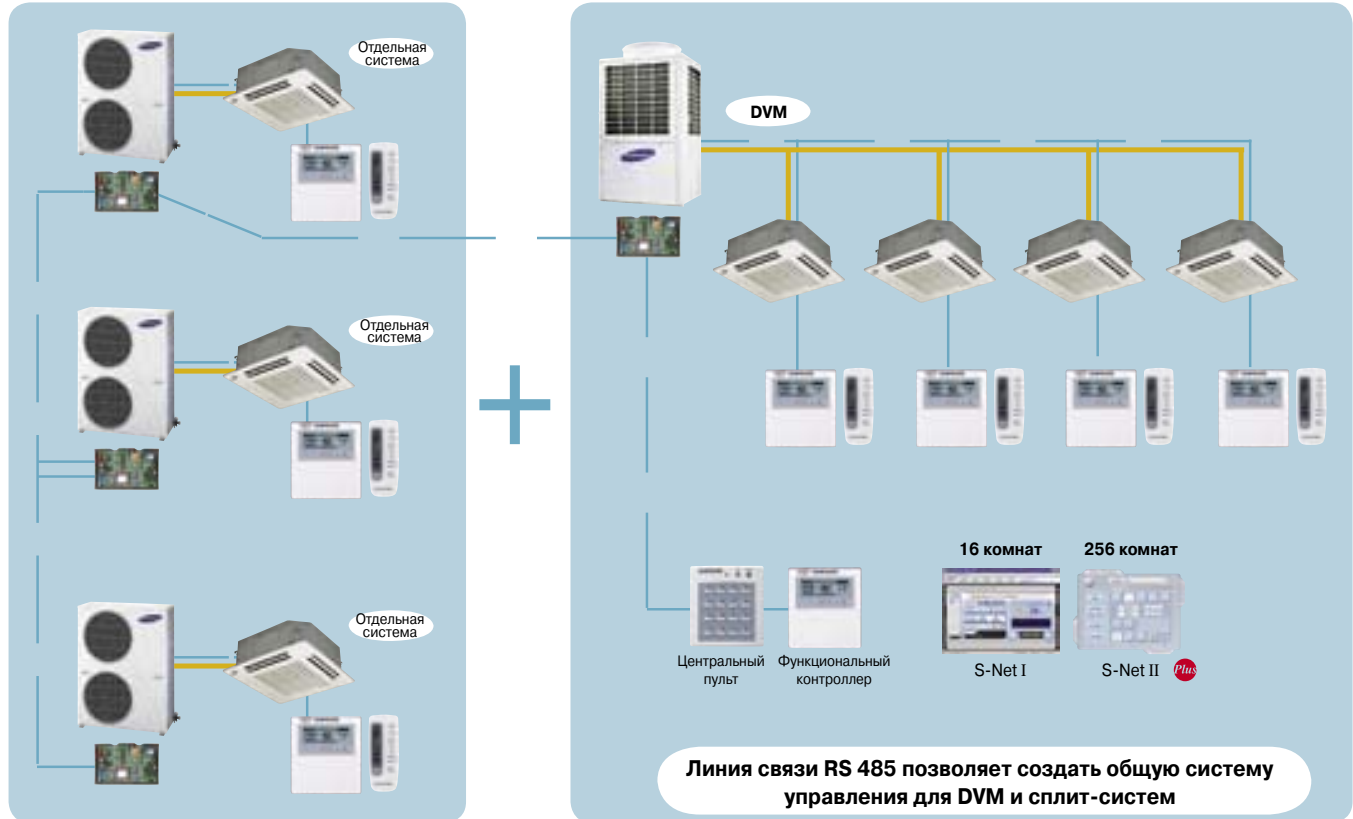 Отдельная
система
Отдельная
система
Отдельная
система
DVM
16 комнат
256 комнат
Центральный
пульт
Функциональный
контроллер
S-Net I
S-Net II
Plus
Линия связи RS 485 позволяет создать общую систему
управления для DVM и сплит-систем